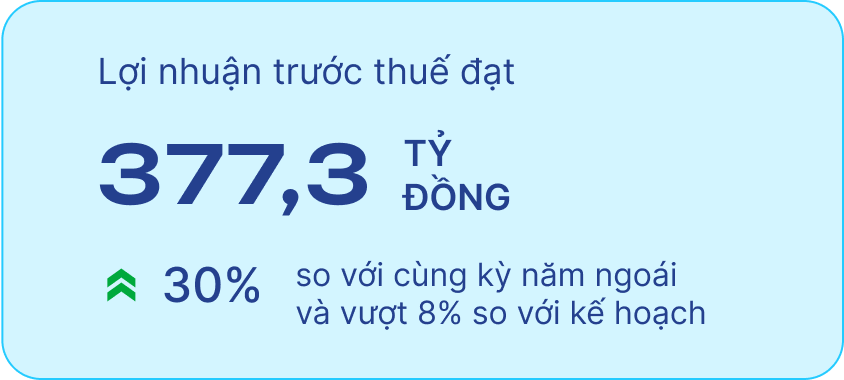 Lợi nhuận trước thuế đạt
377,3 TỶ ĐỒNG
30% so với cùng kỳ năm ngoái
và vượt 8% so với kế hoạch